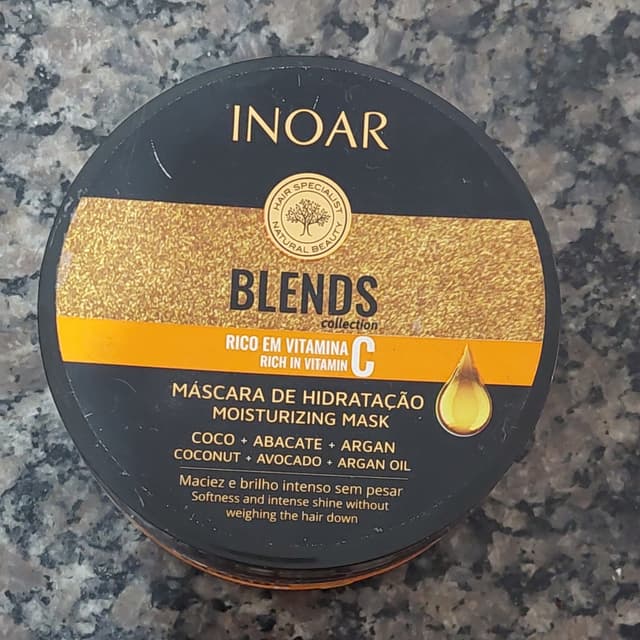 INOAR
HAIR SPECIALIST
NATURAL BEAUTY
BLENDS
collection
RICO EM VITAMINA C
RICH IN VITAMIN
MÁSCARA DE HIDRATAÇÃO
MOISTURIZING MASK
COCO + ABACATE + ARGAN
COCONUT + AVOCADO + ARGAN OIL
Maciez e brilho intenso sem pesar
Softness and intense shine without
weighing the hair down